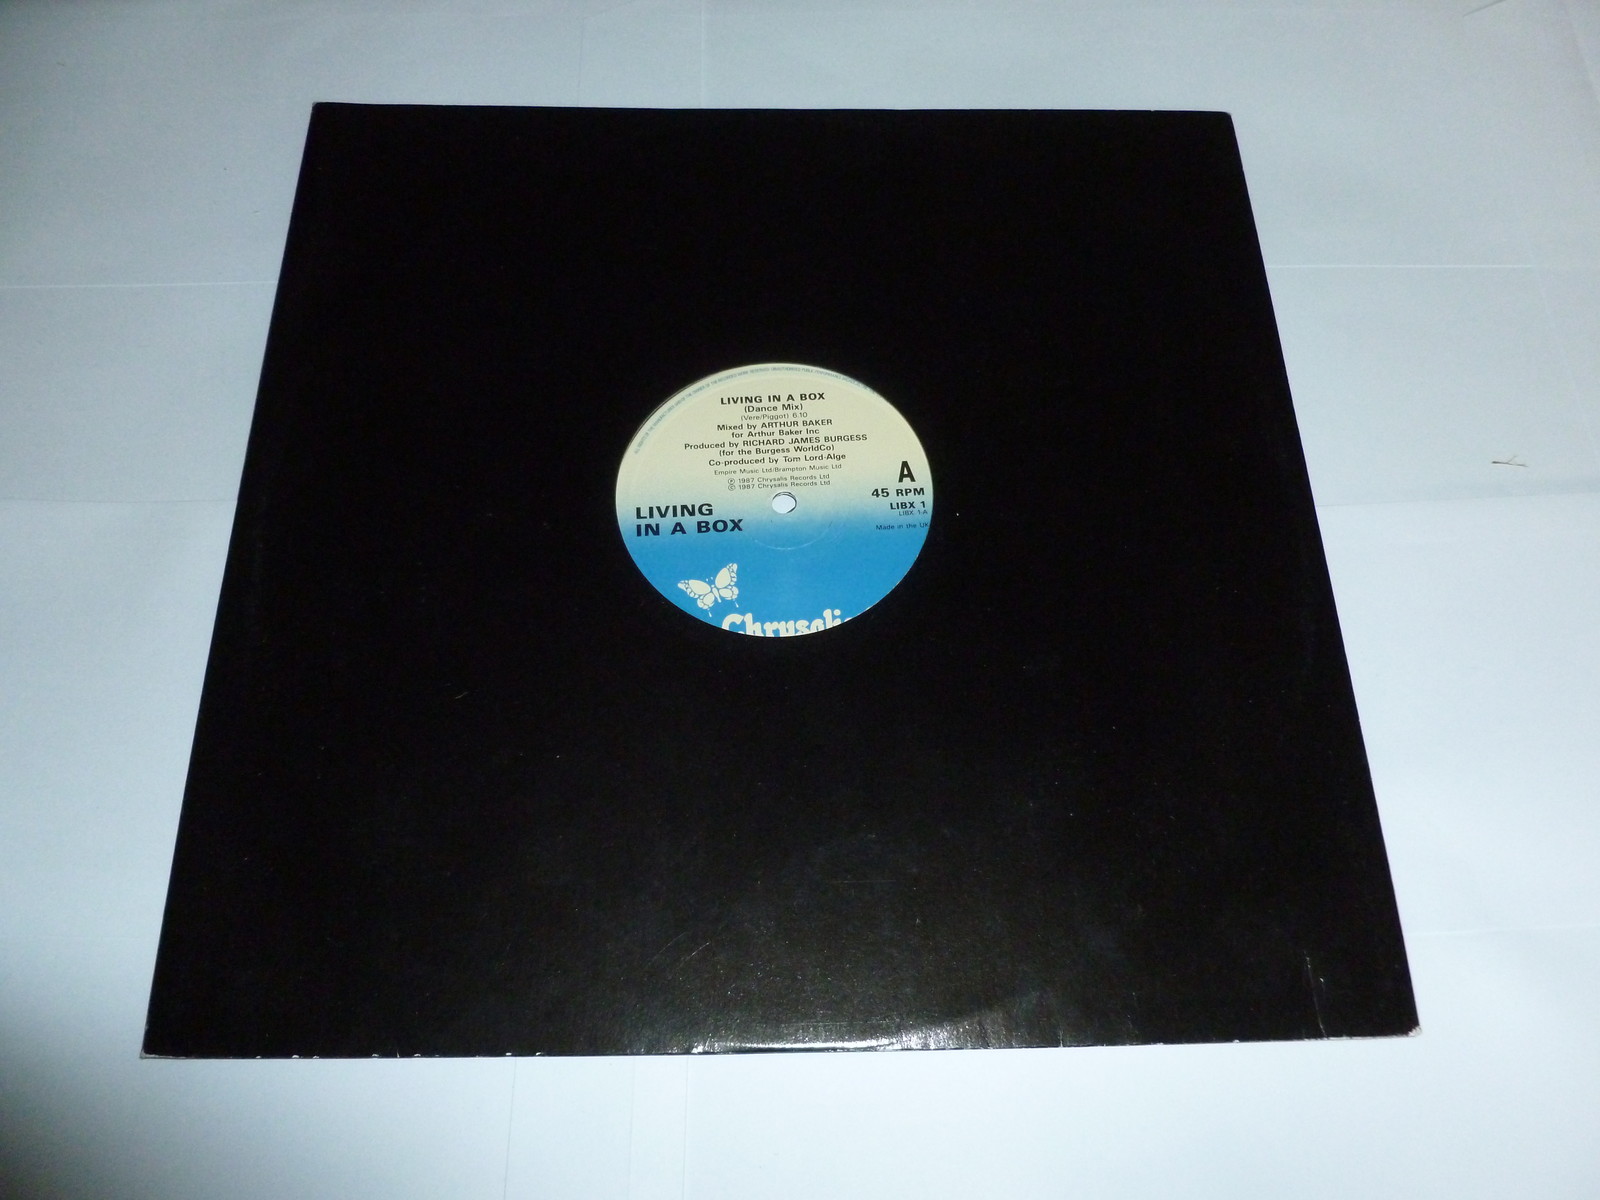 LIVING IN A BOX
(Dance Mix)
(Vere/Piggot) 6.10
Mixed by ARTHUR BAKER
for Arthur Baker Inc
Produced by RICHARD JAMES BURGESS
(for the Burgess WorldCo)
Co-produced by Tom Lord-Alge
Empire Music Ltd/Brampton Music Ltd
℗ 1987 Chrysalis Records Ltd
© 1987 Chrysalis Records Ltd
A
45 RPM
LIBX 1
LIBX 1-A
Made in the UK
LIVING
IN A BOX
Chrysalis